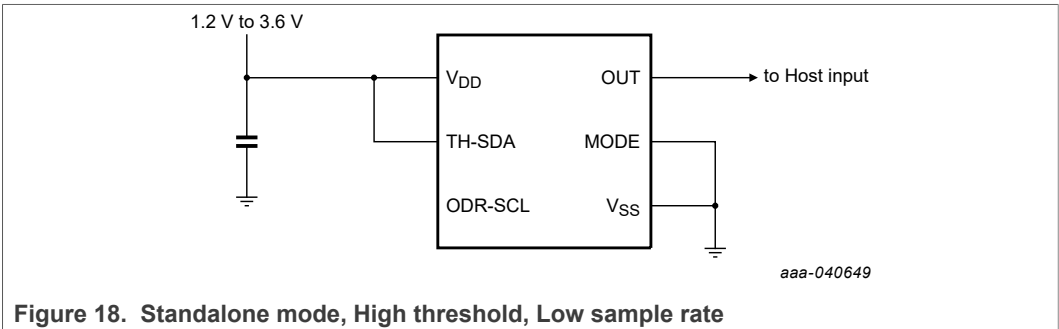 1.2 V to 3.6 V
VDD
OUT
to Host input
TH-SDA
MODE
ODR-SCL
VSS
aaa-040649
Figure 18. Standalone mode, High threshold, Low sample rate